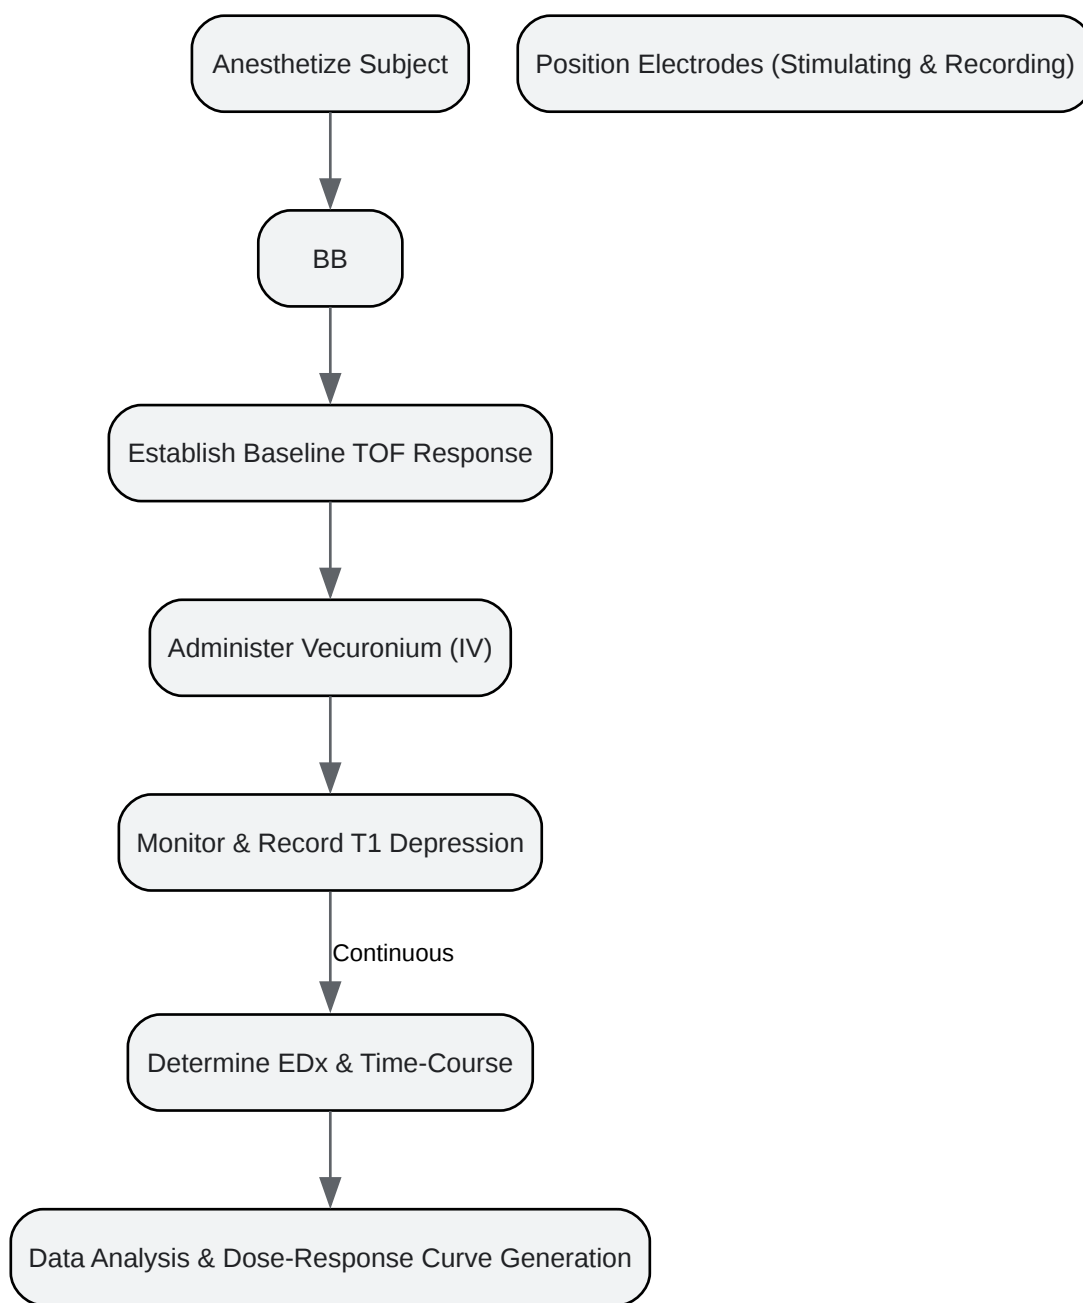 Anesthetize Subject
Position Electrodes (Stimulating & Recording)
BB
Establish Baseline TOF Response
Administer Vecuronium (IV)
Monitor & Record T1 Depression
Continuous
Determine EDx & Time-Course
Data Analysis & Dose-Response Curve Generation